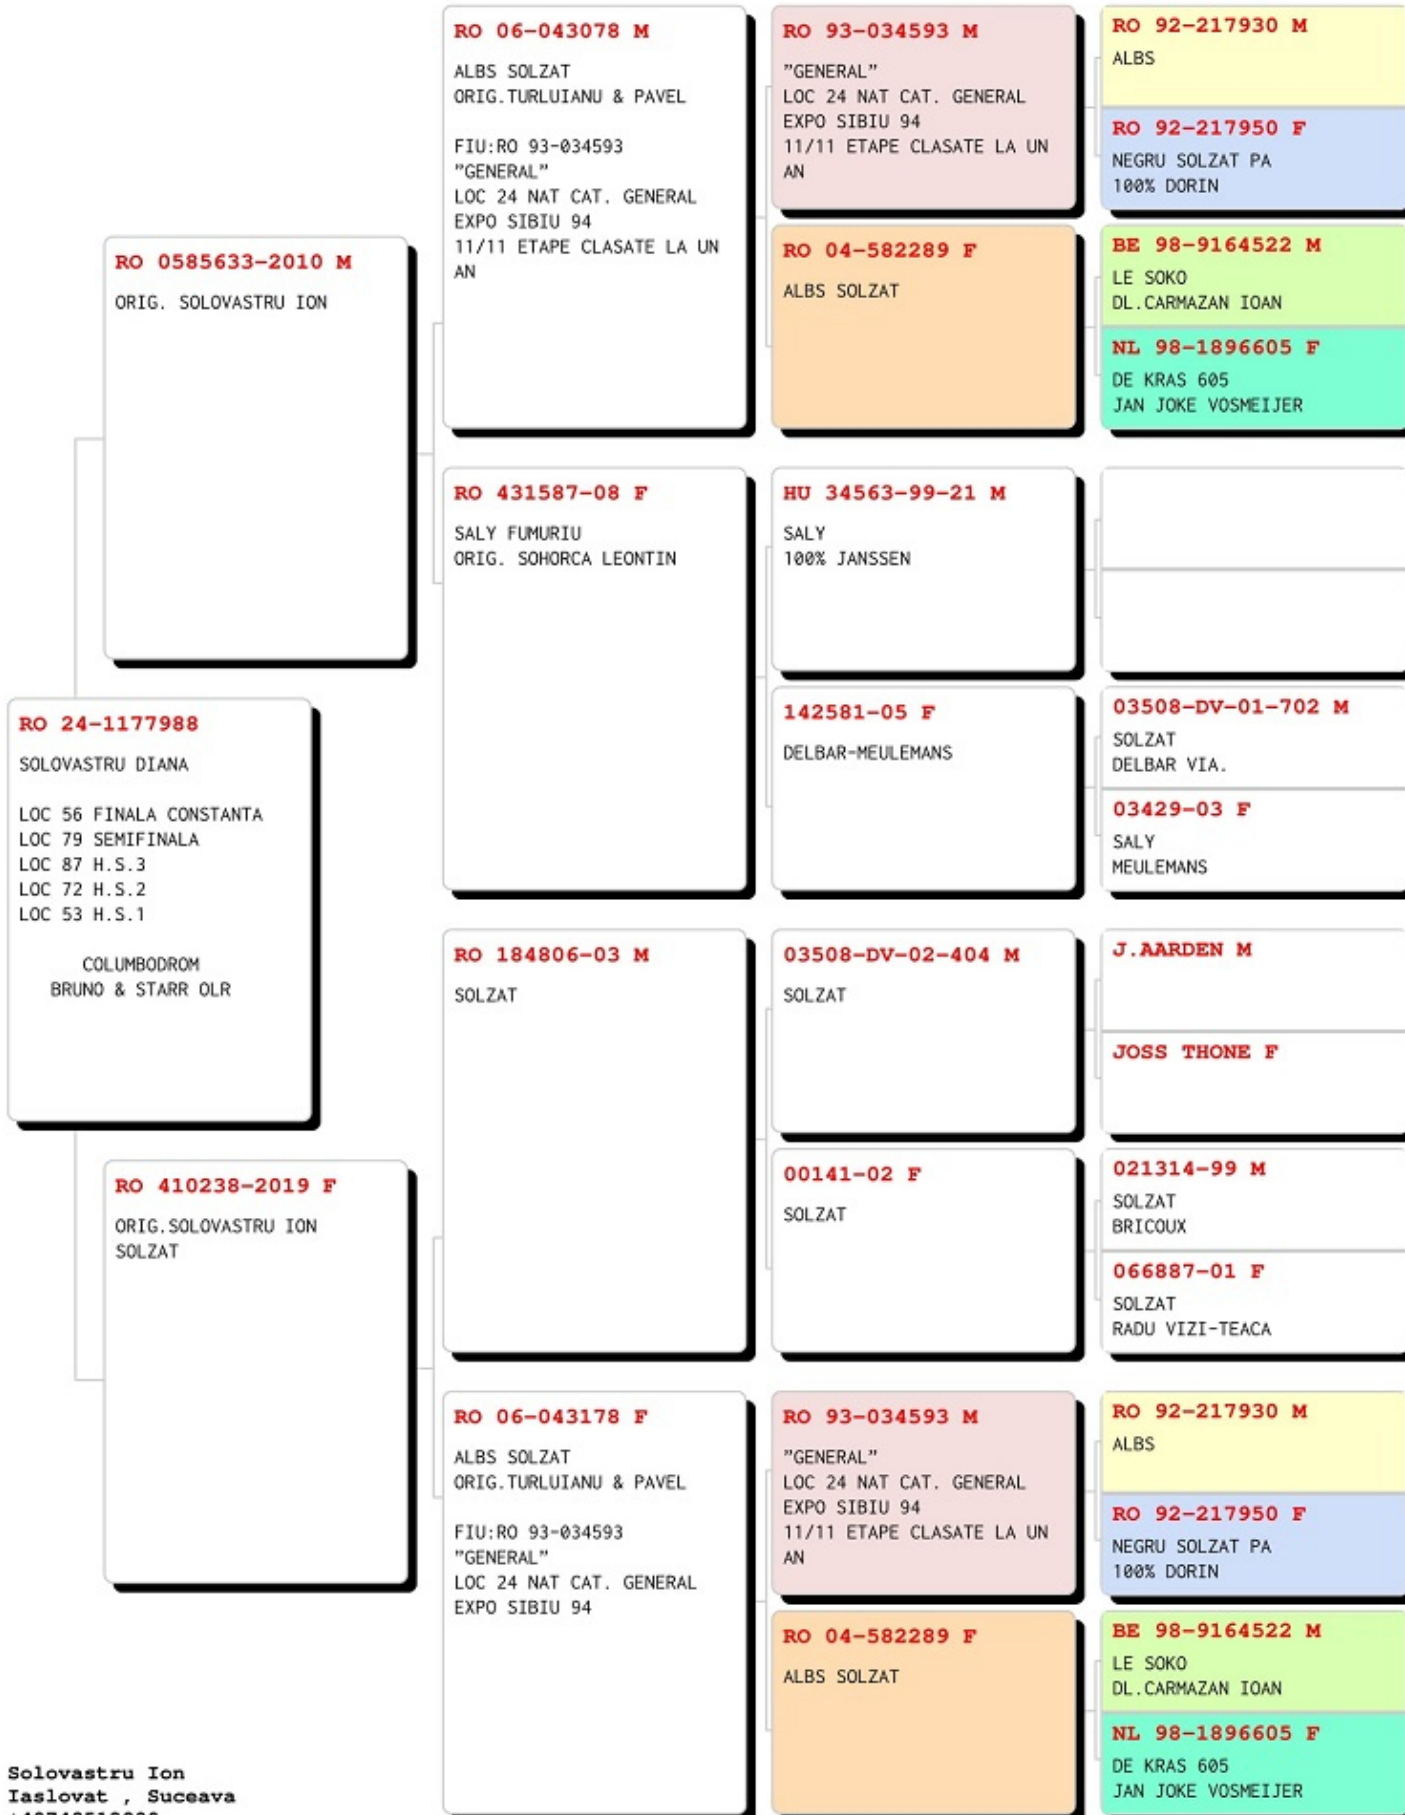 RO 24-1177988
SOLOVASTRU DIANA
LOC 56 FINALA CONSTANTA
LOC 79 SEMIFINALA
LOC 87 H.S.3
LOC 72 H.S.2
LOC 53 H.S.1
COLUMBODROM
BRUNO & STARR OLR
RO 0585633-2010 M
ORIG. SOLOVASTRU ION
RO 410238-2019 F
ORIG.SOLOVASTRU ION
SOLZAT
RO 06-043078 M
ALBS SOLZAT
ORIG.TURLUIANU & PAVEL
FIU:RO 93-034593
”GENERAL”
LOC 24 NAT CAT. GENERAL
EXPO SIBIU 94
11/11 ETAPE CLASATE LA UN
AN
RO 431587-08 F
SALY FUMURIU
ORIG. SOHORCA LEONTIN
RO 184806-03 M
SOLZAT
RO 06-043178 F
ALBS SOLZAT
ORIG.TURLUIANU & PAVEL
FIU:RO 93-034593
”GENERAL”
LOC 24 NAT CAT. GENERAL
EXPO SIBIU 94
RO 93-034593 M
”GENERAL”
LOC 24 NAT CAT. GENERAL
EXPO SIBIU 94
11/11 ETAPE CLASATE LA UN
AN
RO 04-582289 F
ALBS SOLZAT
HU 34563-99-21 M
SALY
100% JANSSEN
142581-05 F
DELBAR-MEULEMANS
03508-DV-02-404 M
SOLZAT
00141-02 F
SOLZAT
RO 93-034593 M
”GENERAL”
LOC 24 NAT CAT. GENERAL
EXPO SIBIU 94
11/11 ETAPE CLASATE LA UN
AN
RO 04-582289 F
ALBS SOLZAT
RO 92-217930 M
ALBS
RO 92-217950 F
NEGRU SOLZAT PA
100% DORIN
BE 98-9164522 M
LE SOKO
DL.CARMAZAN IOAN
NL 98-1896605 F
DE KRAS 605
JAN JOKE VOSMEIJER
03508-DV-01-702 M
SOLZAT
DELBAR VIA.
03429-03 F
SALY
MEULEMANS
J.AARDEN M
JOSS THONE F
021314-99 M
SOLZAT
BRICOUX
066887-01 F
SOLZAT
RADU VIZI-TEACA
RO 92-217930 M
ALBS
RO 92-217950 F
NEGRU SOLZAT PA
100% DORIN
BE 98-9164522 M
LE SOKO
DL.CARMAZAN IOAN
NL 98-1896605 F
DE KRAS 605
JAN JOKE VOSMEIJER
Solovastru Ion
Iaslovat , Suceava